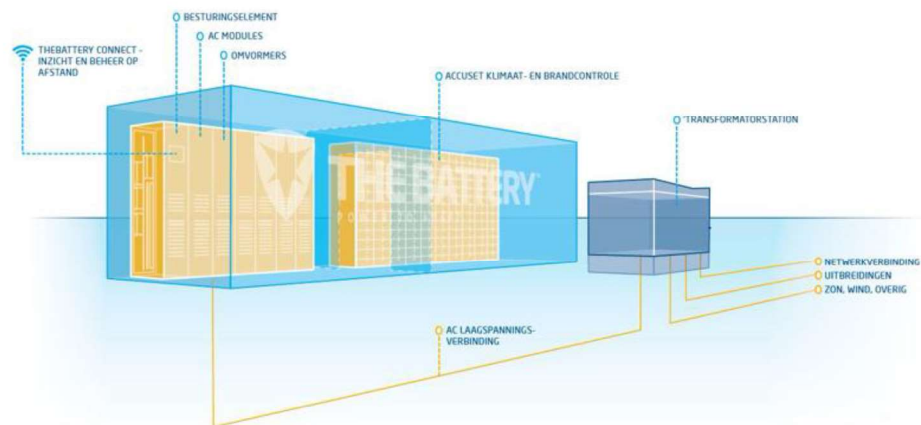 BESTURINGSELEMENT
AC MODULES
OMVORMERS
THEBATTERY CONNECT -
INZICHT EN BEHEER OP
AFSTAND
ACCUSET KLIMAAT- EN BRANDCONTROLE
TRANSFORMATORSTATION
THE BATTERY
NETWERKVERBINDING
UITBREIDINGEN
ZON, WIND, OVERIG
AC LAAGSPANNINGS-
VERBINDING